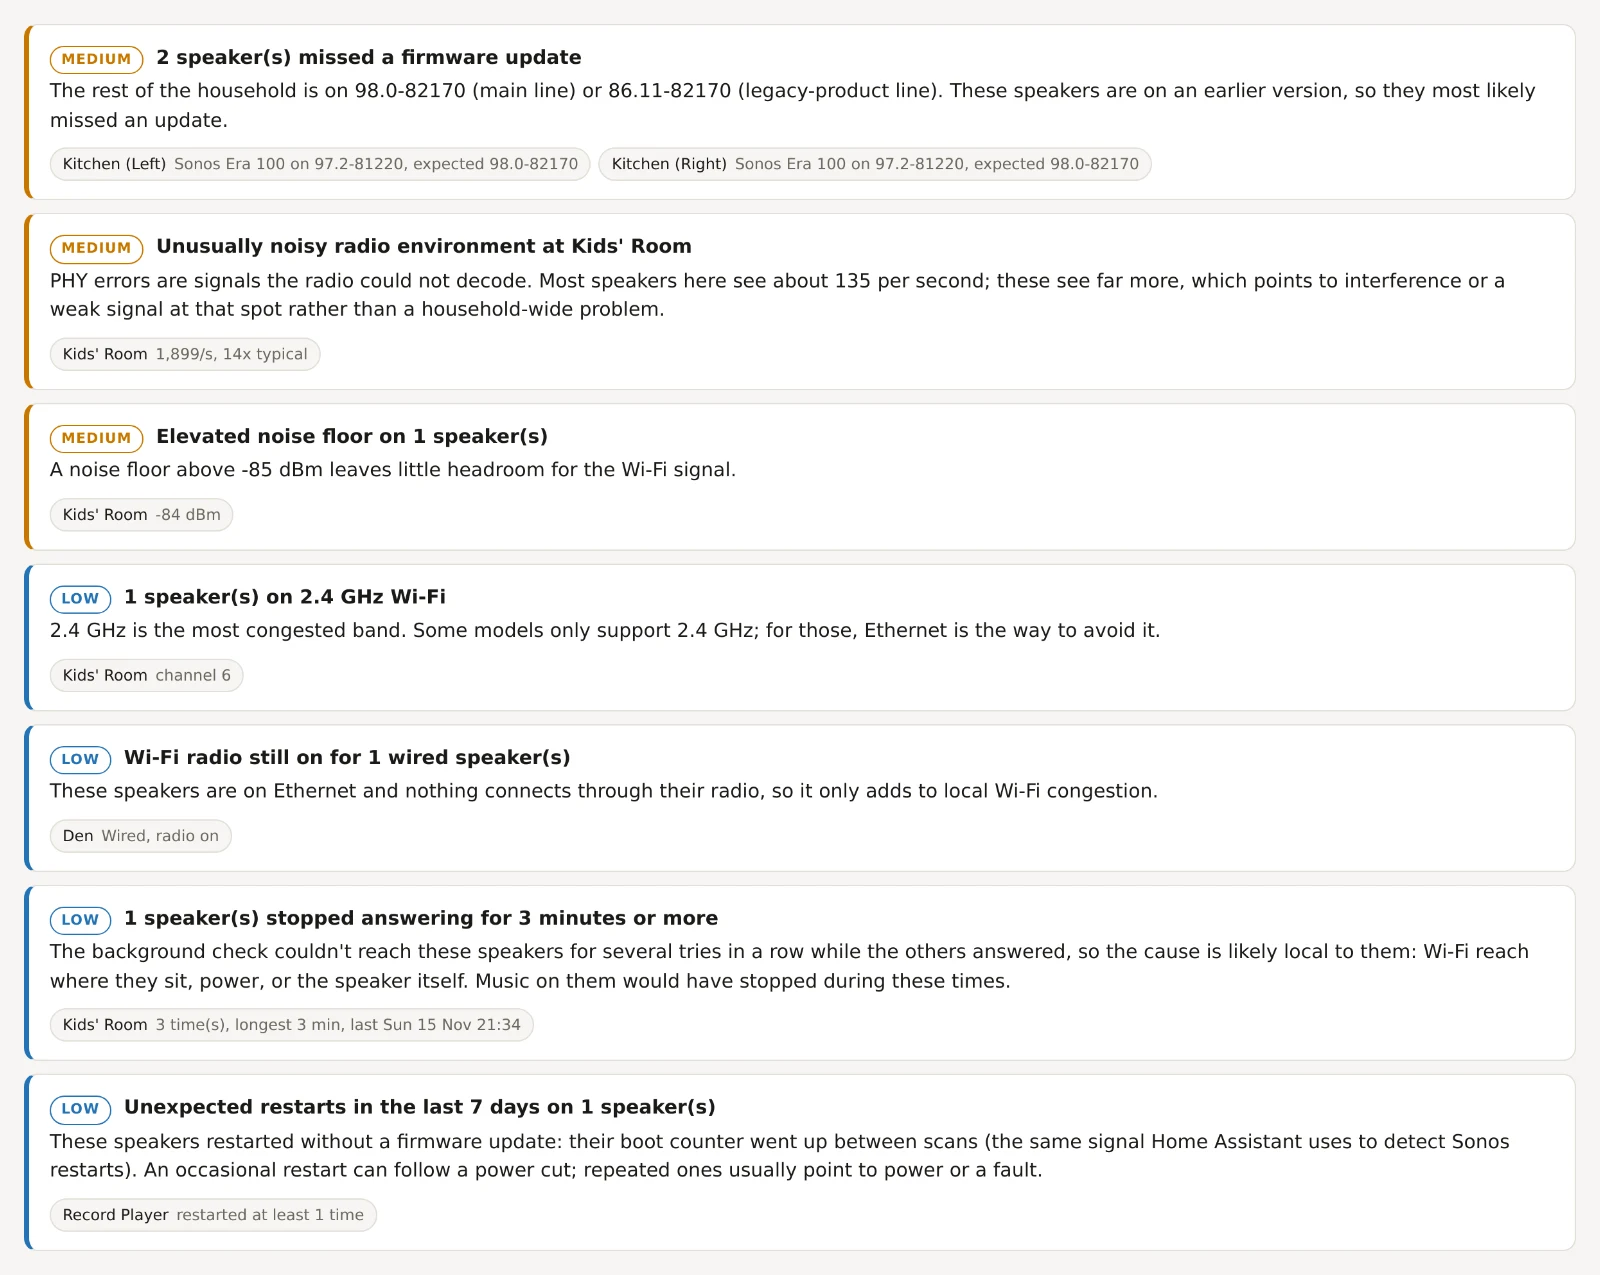 MEDIUM 2 speaker(s) missed a firmware update
The rest of the household is on 98.0-82170 (main line) or 86.11-82170 (legacy-product line). These speakers are on an earlier version, so they most likely
missed an update.
Kitchen (Left) Sonos Era 100 on 97.2-81220, expected 98.0-82170 Kitchen (Right) Sonos Era 100 on 97.2-81220, expected 98.0-82170
MEDIUM Unusually noisy radio environment at Kids' Room
PHY errors are signals the radio could not decode. Most speakers here see about 135 per second; these see far more, which points to interference or a
weak signal at that spot rather than a household-wide problem.
Kids' Room 1,899/s, 14x typical
MEDIUM Elevated noise floor on 1 speaker(s)
A noise floor above -85 dBm leaves little headroom for the Wi-Fi signal.
Kids' Room -84 dBm
LOW 1 speaker(s) on 2.4 GHz Wi-Fi
2.4 GHz is the most congested band. Some models only support 2.4 GHz; for those, Ethernet is the way to avoid it.
Kids' Room channel 6
LOW Wi-Fi radio still on for 1 wired speaker(s)
These speakers are on Ethernet and nothing connects through their radio, so it only adds to local Wi-Fi congestion.
Den Wired, radio on
LOW 1 speaker(s) stopped answering for 3 minutes or more
The background check couldn't reach these speakers for several tries in a row while the others answered, so the cause is likely local to them: Wi-Fi reach
where they sit, power, or the speaker itself. Music on them would have stopped during these times.
Kids' Room 3 time(s), longest 3 min, last Sun 15 Nov 21:34
LOW Unexpected restarts in the last 7 days on 1 speaker(s)
These speakers restarted without a firmware update: their boot counter went up between scans (the same signal Home Assistant uses to detect Sonos
restarts). An occasional restart can follow a power cut; repeated ones usually point to power or a fault.
Record Player restarted at least 1 time